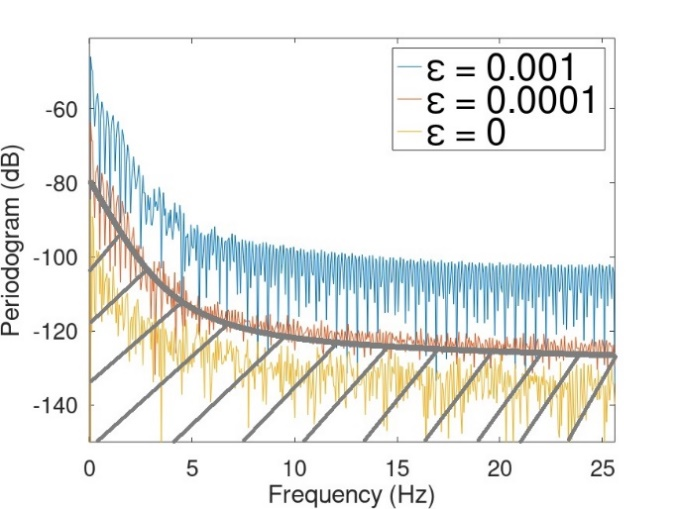 ε = 0.001
ε = 0.0001
ε = 0
Periodogram (dB)
-60
-80
-100
-120
-140
0 5 10 15 20 25
Frequency (Hz)